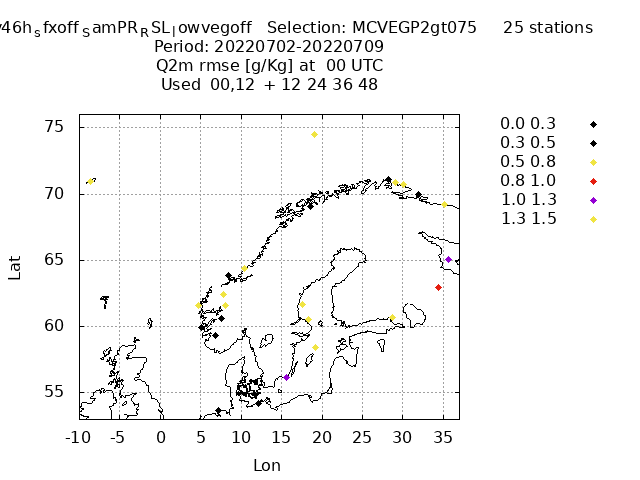 v46h_sfxoff_samPR_RSL_lowvegoff   Selection: MCVEGP2gt075     25 stations
Period: 20220702-20220709
Q2m rmse [g/Kg] at  00 UTC
Used  00,12  + 12 24 36 48
0.0 0.3
0.3 0.5
0.5 0.8
0.8 1.0
1.0 1.3
1.3 1.5
75
70
65
60
55
Lat
-10 -5 0 5 10 15 20 25 30 35
Lon